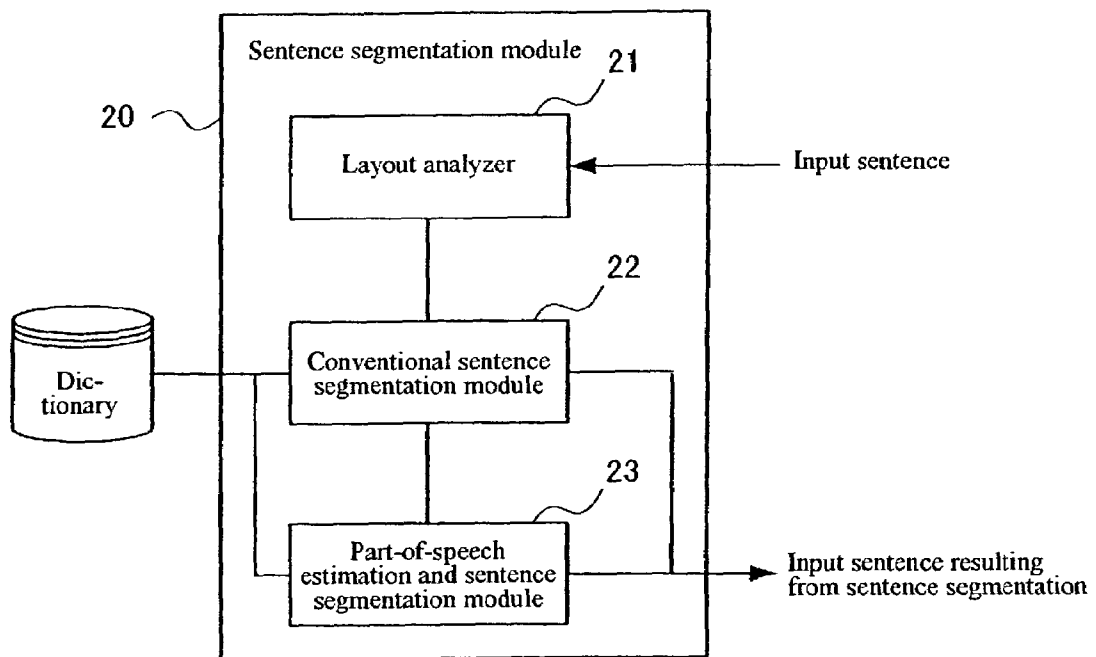 Sentence segmentation module
21
20
Layout analyzer
Input sentence
22
Conventional sentence
segmentation module
Dic-
tionary
23
Part-of-speech
estimation and sentence
segmentation module
Input sentence resulting
from sentence segmentation